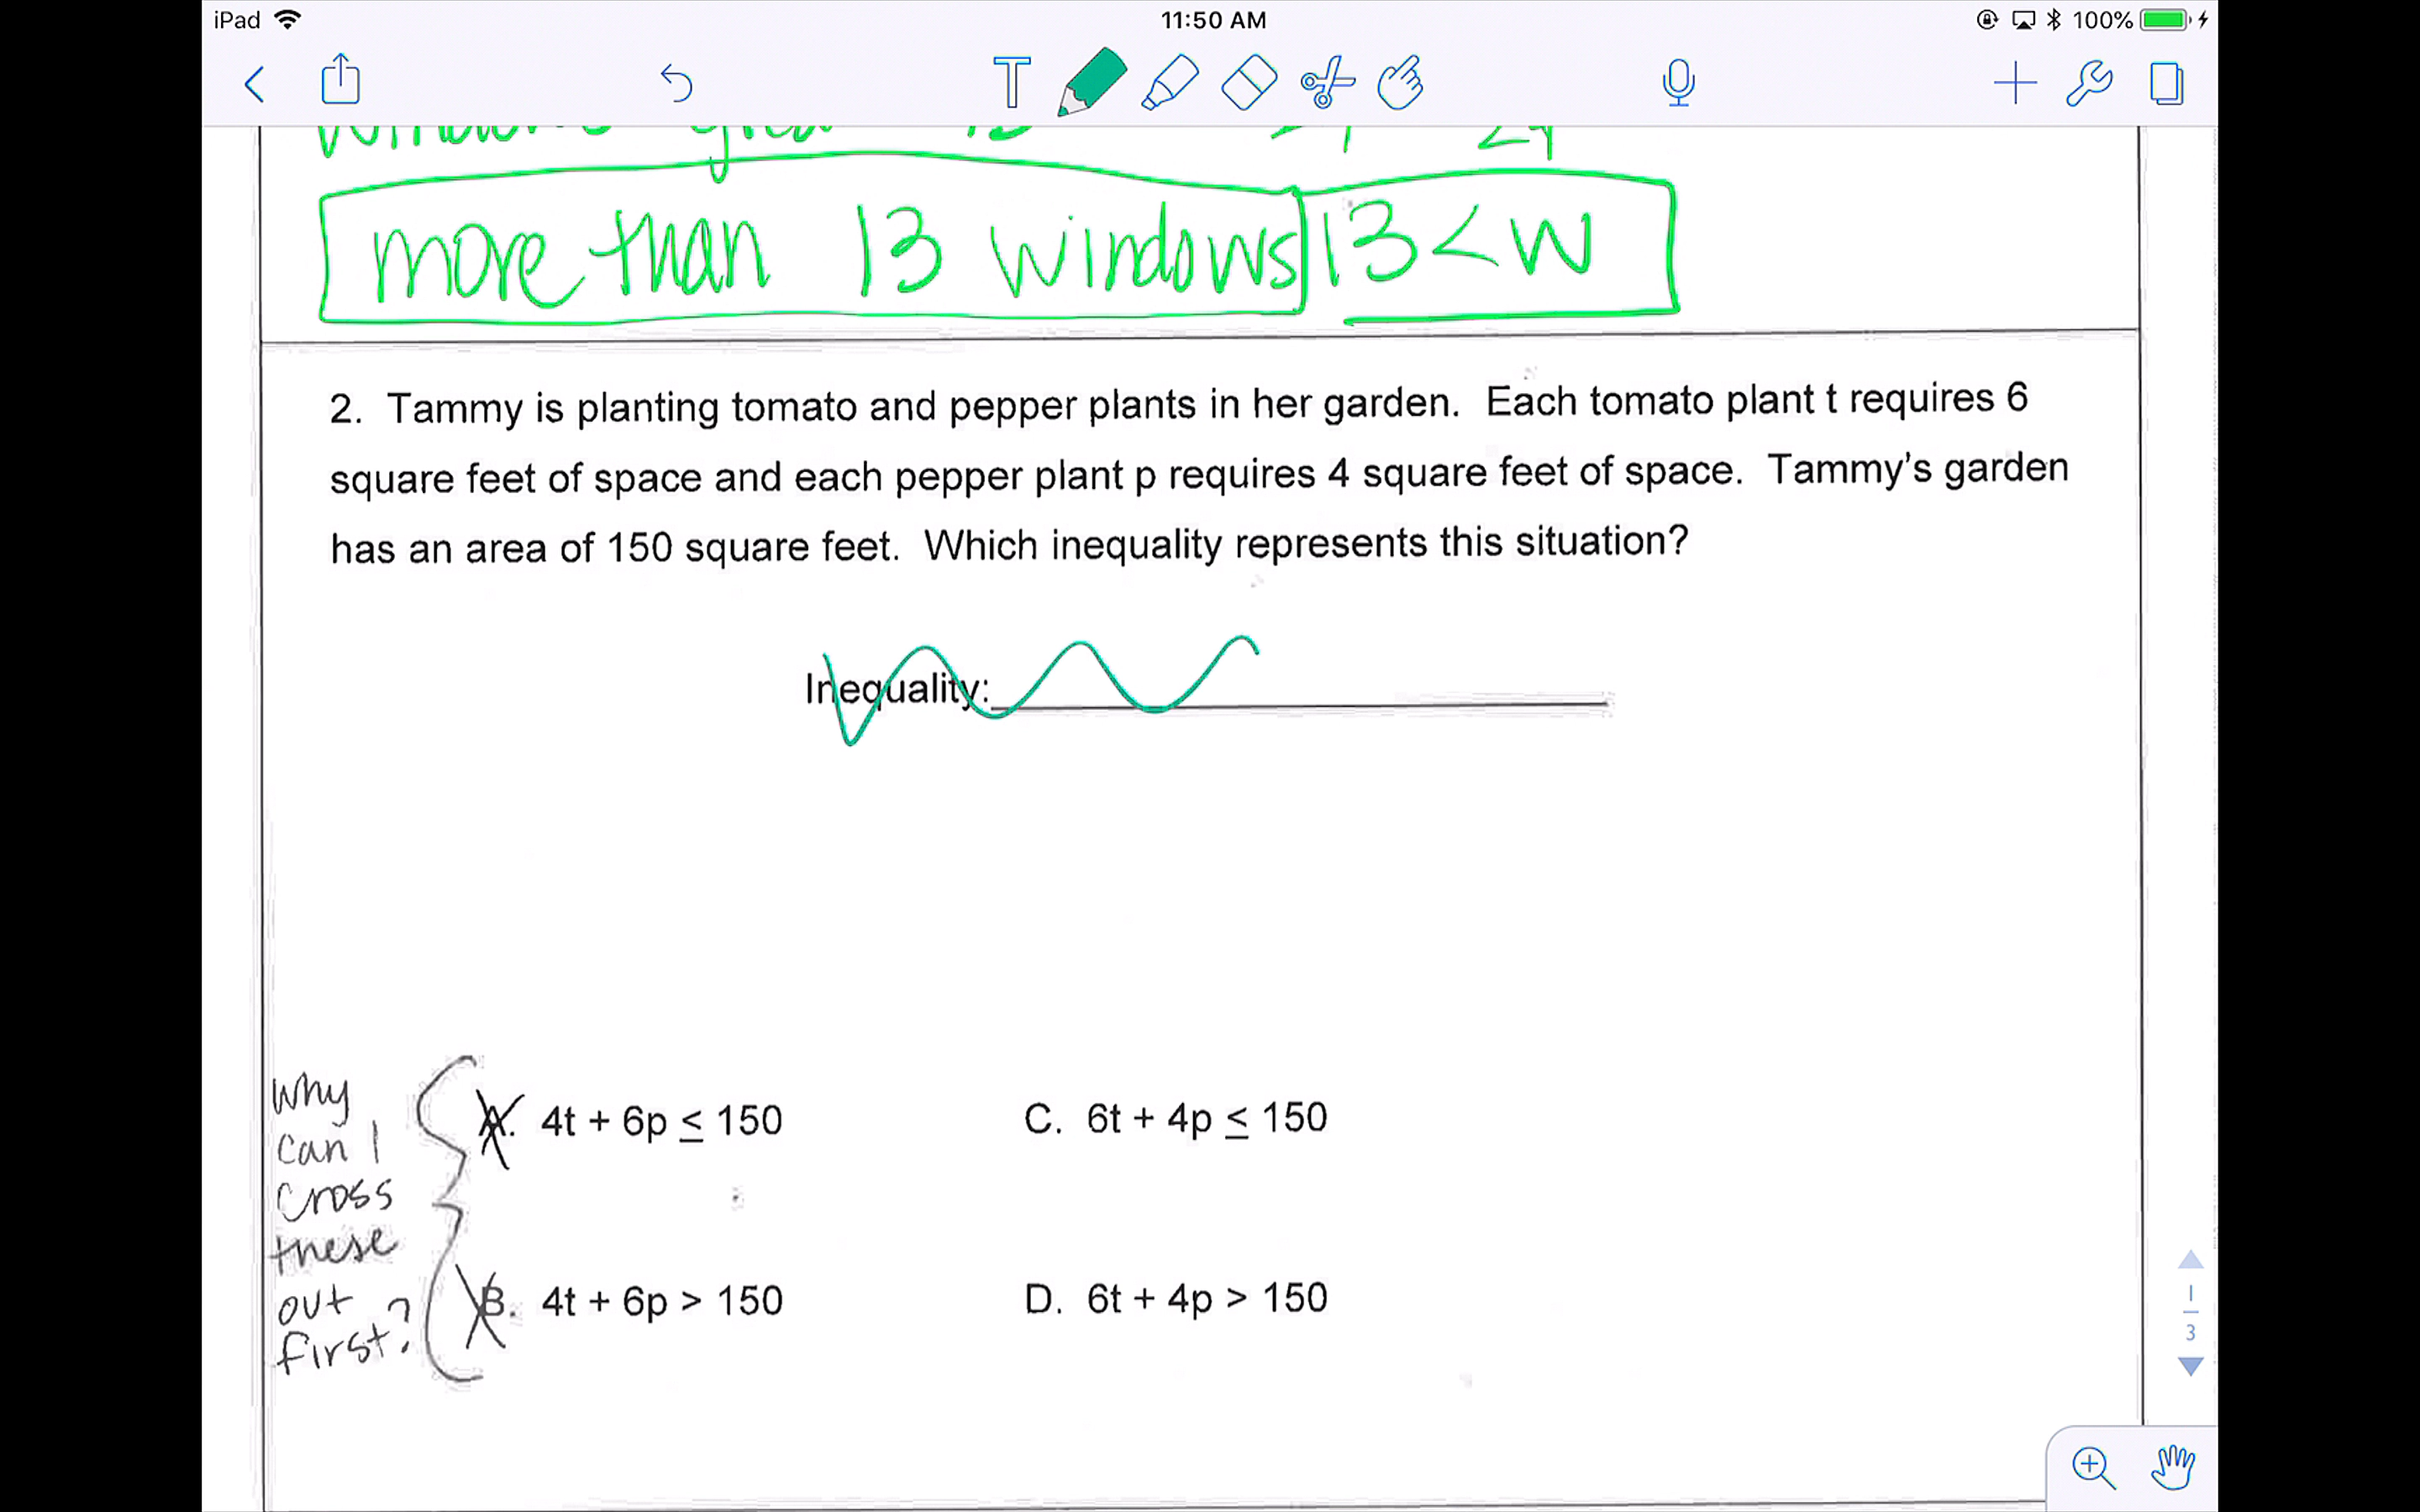 iPad
11:50 AM
100%
T
more than 13 windows 13 < w
2. Tammy is planting tomato and pepper plants in her garden. Each tomato plant t requires 6
square feet of space and each pepper plant p requires 4 square feet of space. Tammy's garden
has an area of 150 square feet. Which inequality represents this situation?
Inequality:
why
can I
cross
these
out
first?
A. 4t + 6p ≤ 150
C. 6t + 4p ≤ 150
B. 4t + 6p > 150
D. 6t + 4p > 150
1
3